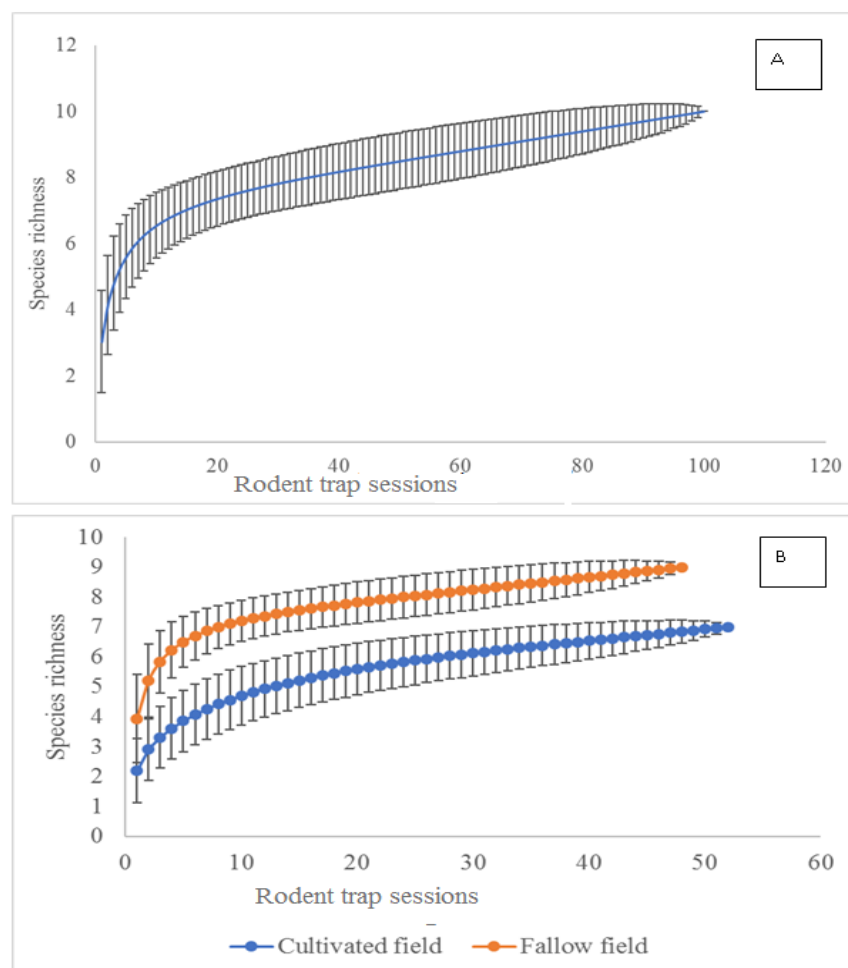 A
12
10
8
6
4
2
0
Species richness
0 20 40 60 80 100 120
Rodent trap sessions
B
10
9
8
7
6
5
4
3
2
1
0
Species richness
0 10 20 30 40 50 60
Rodent trap sessions
Cultivated field Fallow field